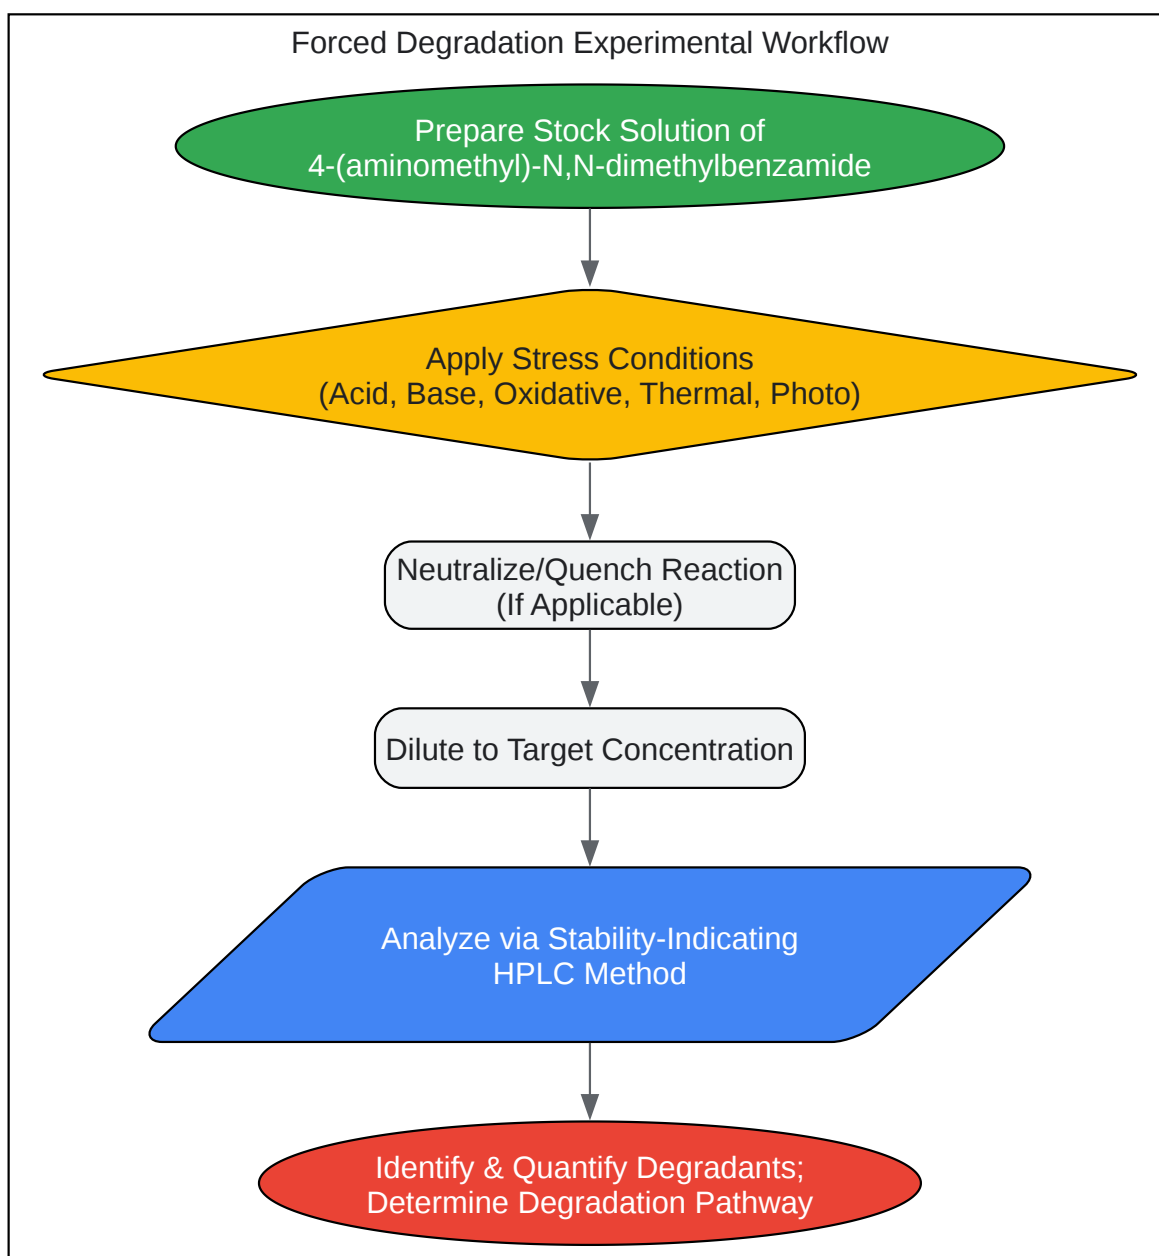 Forced Degradation Experimental Workflow
Prepare Stock Solution of
4-(aminomethyl)-N,N-dimethylbenzamide
Apply Stress Conditions
(Acid, Base, Oxidative, Thermal, Photo)
Neutralize/Quench Reaction
(If Applicable)
Dilute to Target Concentration
Analyze via Stability-Indicating
HPLC Method
Identify & Quantify Degradants;
Determine Degradation Pathway